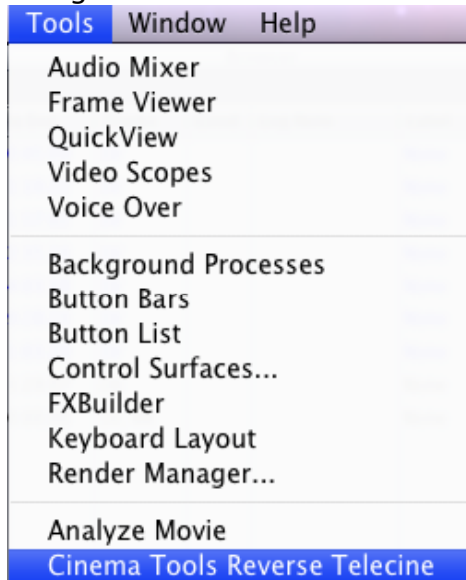 Tools Window Help
Audio Mixer
Frame Viewer
QuickView
Video Scopes
Voice Over
Background Processes
Button Bars
Button List
Control Surfaces...
FXBuilder
Keyboard Layout
Render Manager...
Analyze Movie
Cinema Tools Reverse Telecine